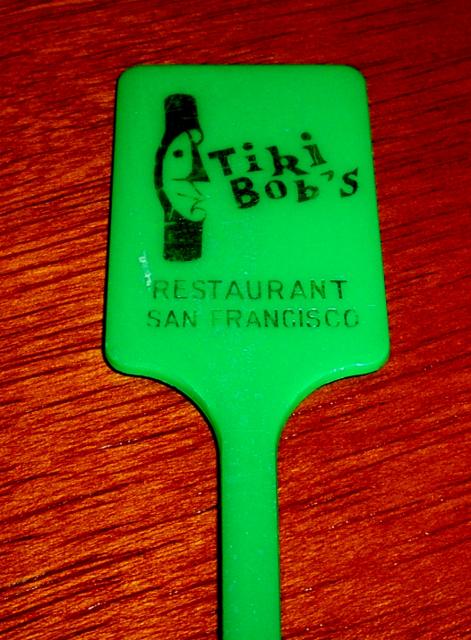 Tiki
Bob's
RESTAURANT
SAN FRANCISCO